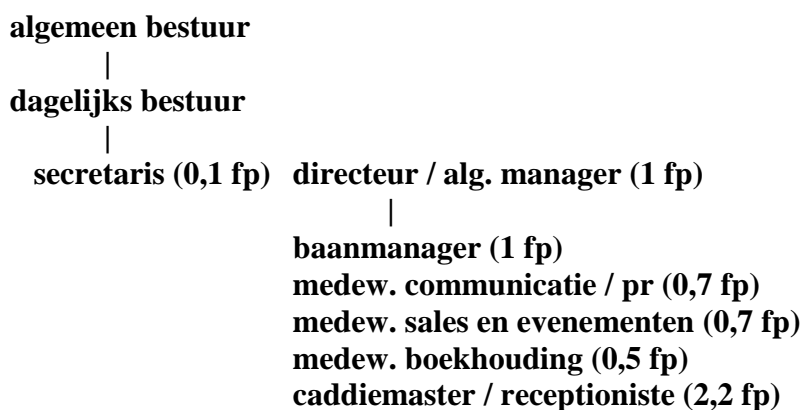 algemeen bestuur
|
dagelijks bestuur
|
secretaris (0,1 fp) directeur / alg. manager (1 fp)
|
baanmanager (1 fp)
medew. communicatie / pr (0,7 fp)
medew. sales en evenementen (0,7 fp)
medew. boekhouding (0,5 fp)
caddiemaster / receptioniste (2,2 fp)